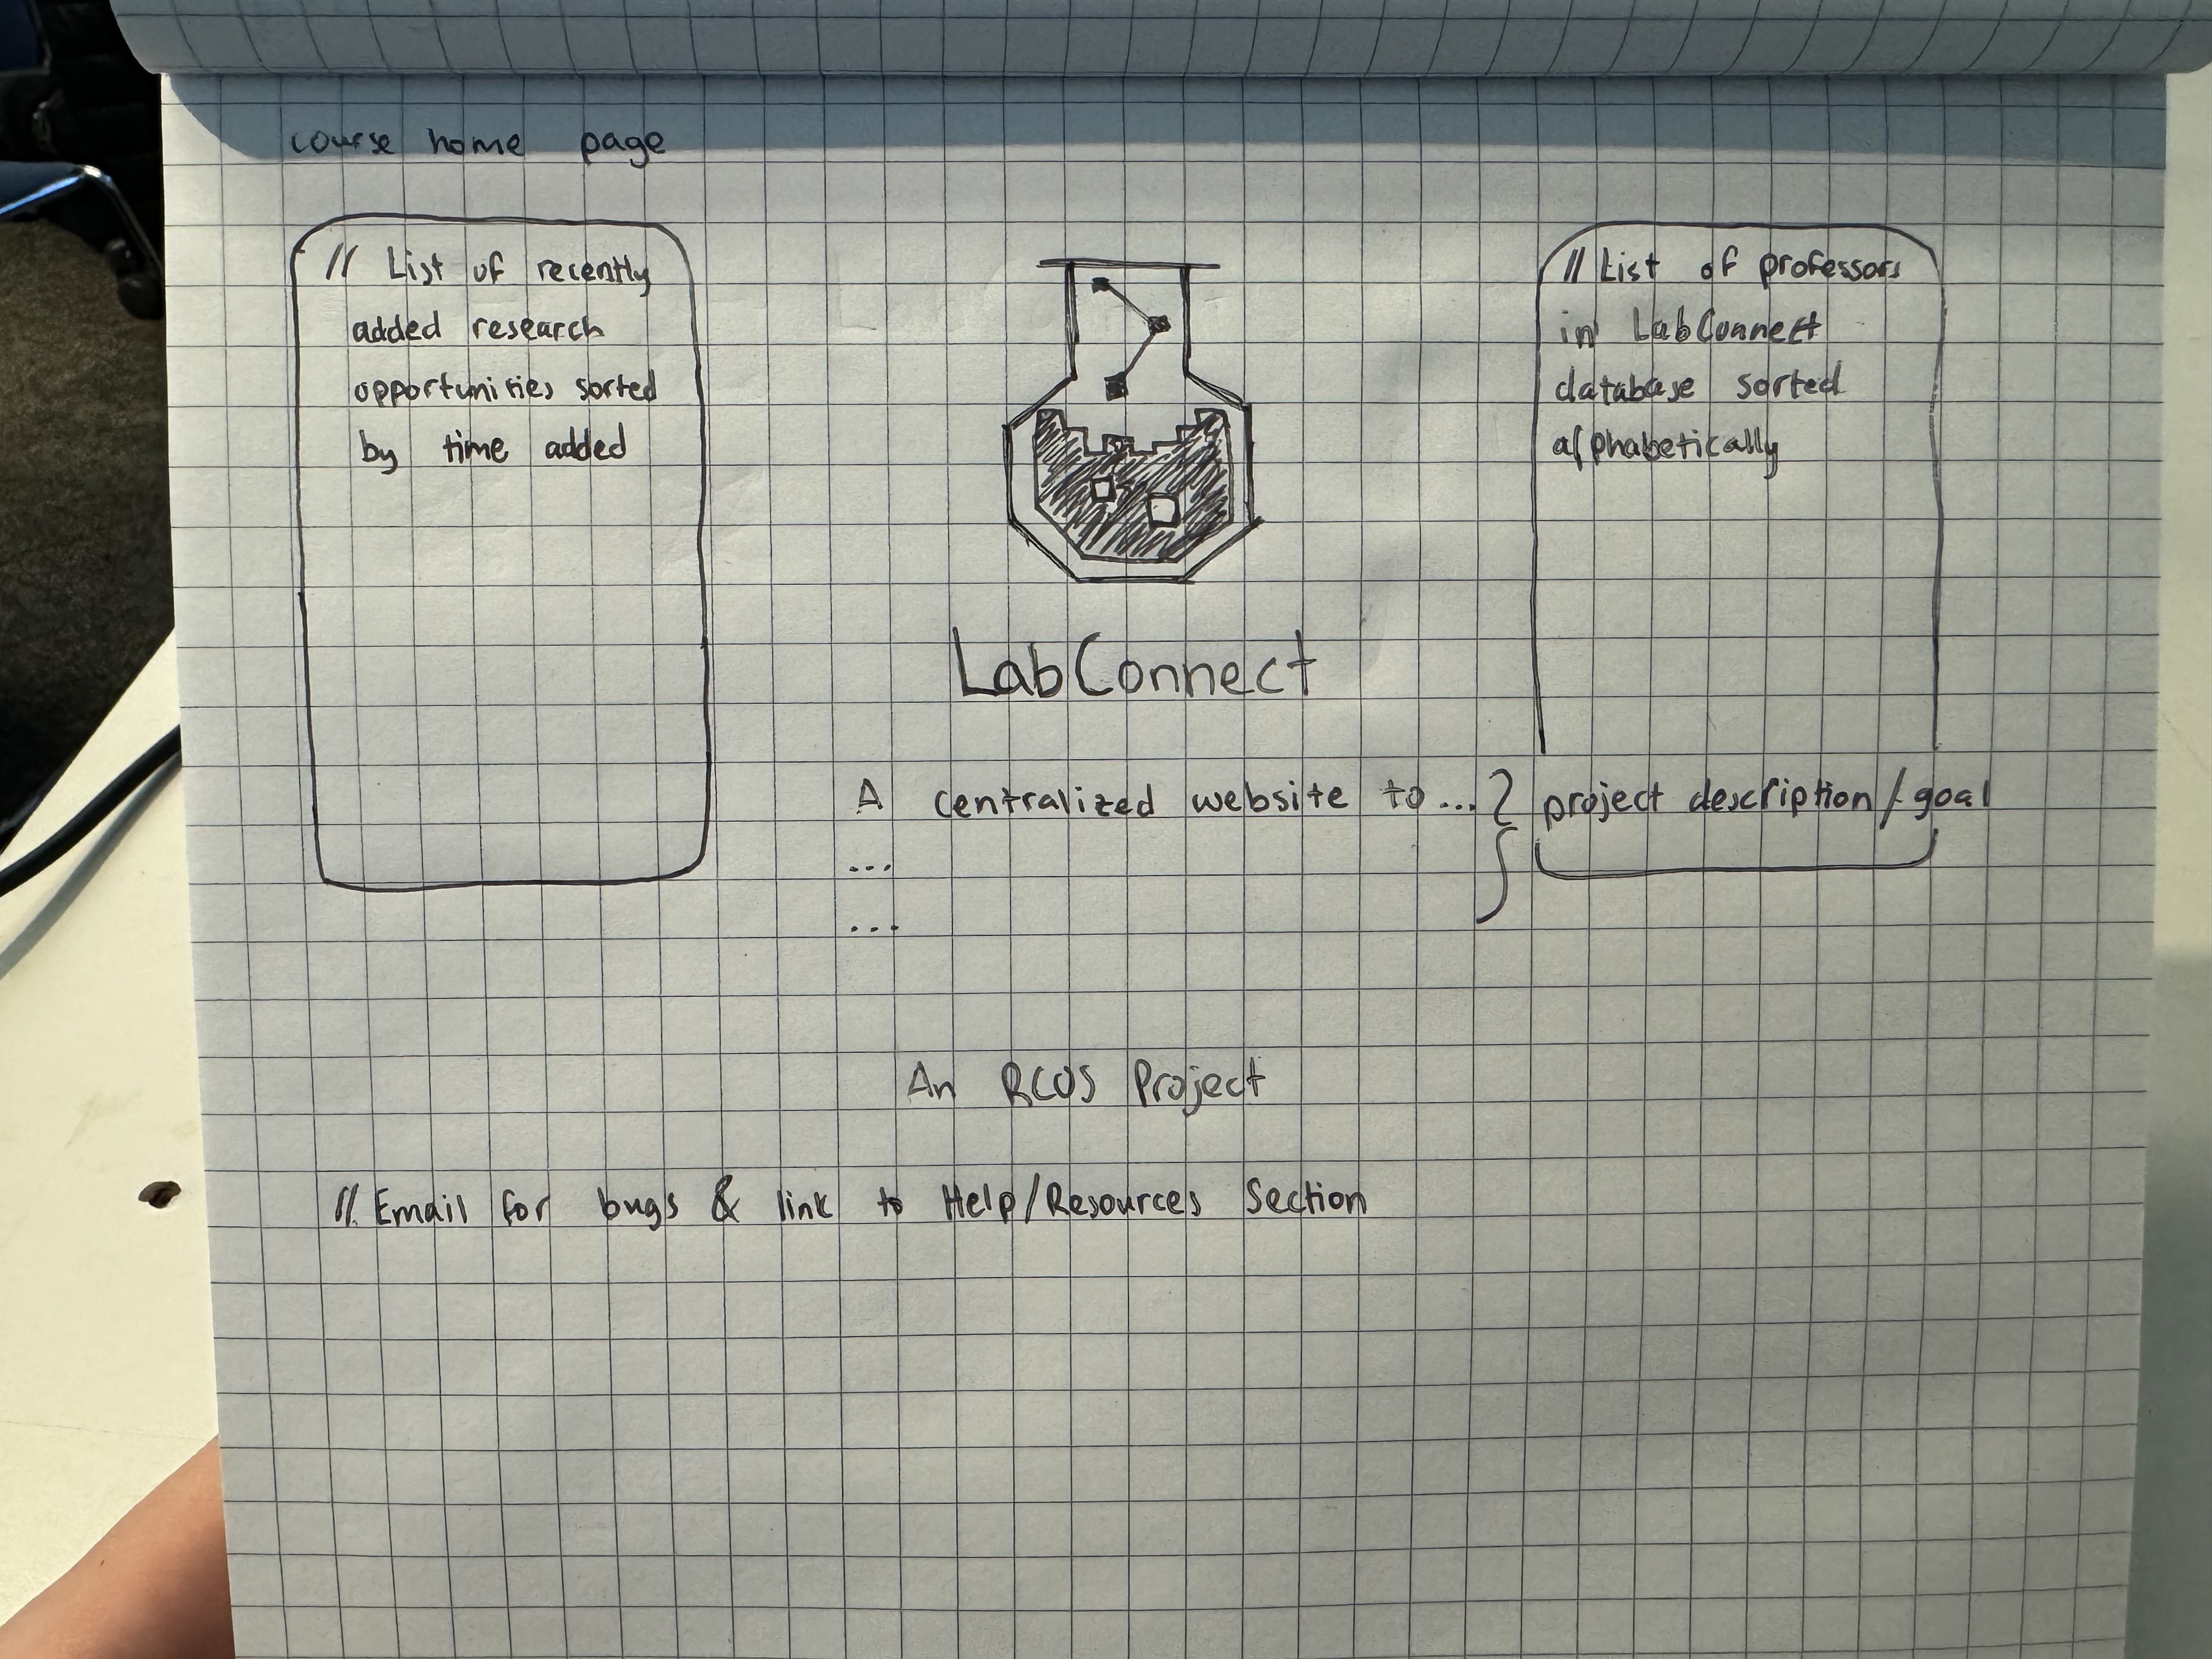 course home page
// List of recently
added research
opportunities sorted
by time added
LabConnect
// List of professors
in LabConnect
database sorted
alphabetically
A centralized website to... } project description / goal
...
...
An RCOS Project
// Email for bugs & link to Help/Resources Section